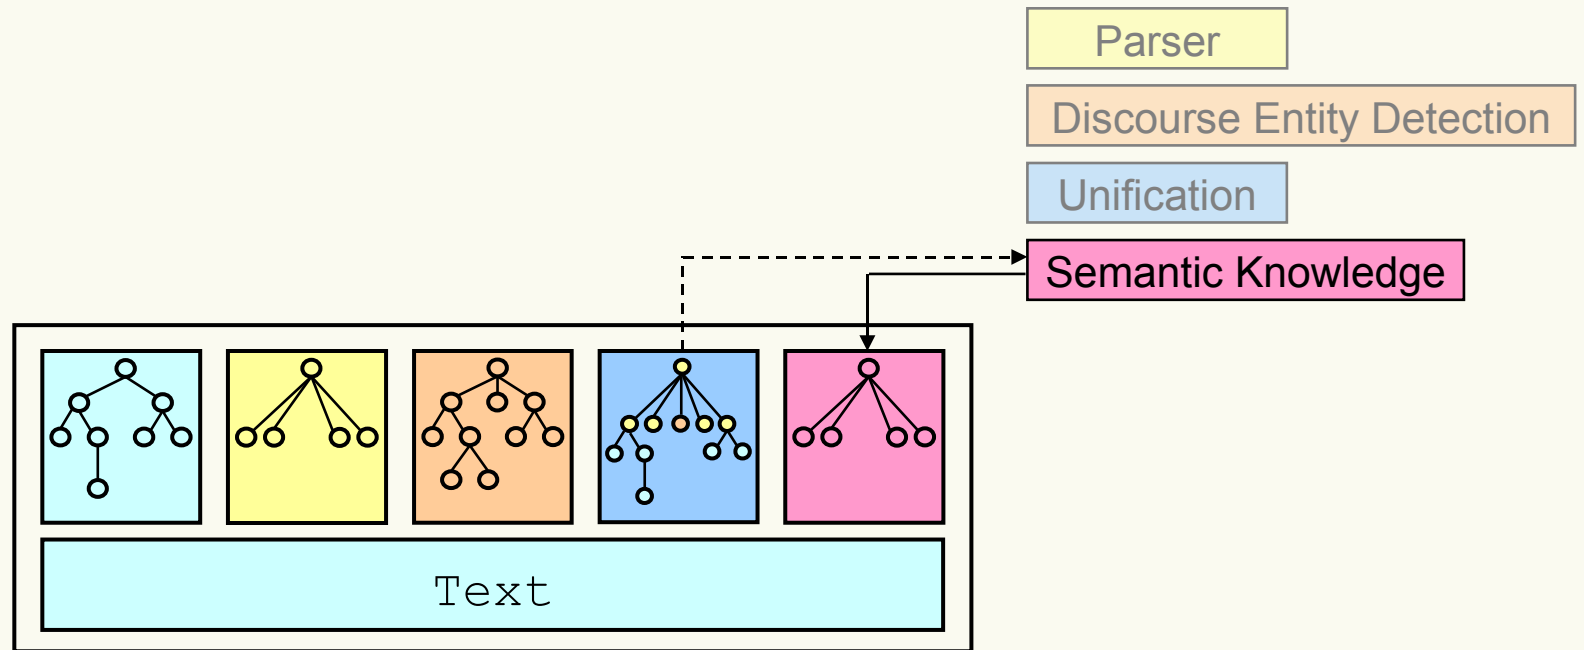 Parser
Discourse Entity Detection
Unification
Semantic Knowledge
Text